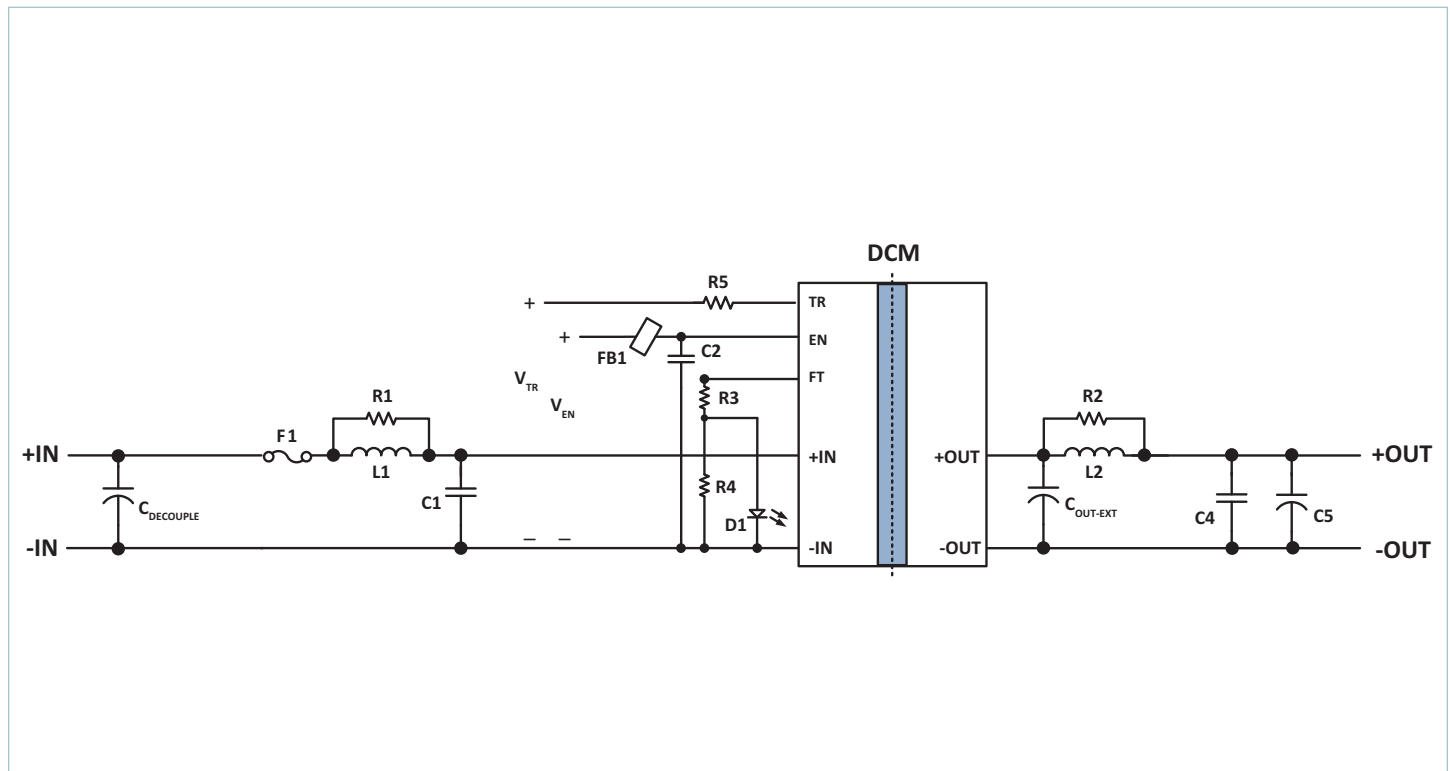 DCM
R5
+
TR
+
FB1
C2
EN
V_TR
FT
R3
V_EN
R1
R2
F1
+IN
L1
+IN
+OUT
L2
+OUT
C_DECOUPLE
C1
R4
D1
C_OUT-EXT
C4
C5
-IN
– –
-IN
-OUT
-OUT